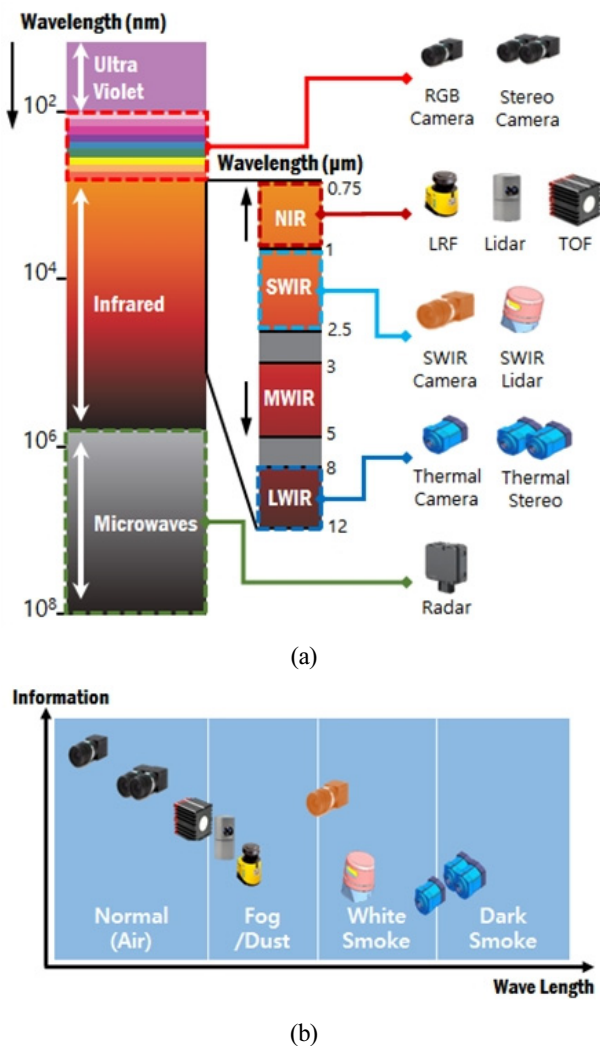 Wavelength (nm)
Ultra
Violet
10²
RGB
Camera
Stereo
Camera
Wavelength (μm)
0.75
NIR
1
LRF
Lidar
TOF
10⁴
Infrared
SWIR
2.5
SWIR
Camera
SWIR
Lidar
3
MWIR
5
10⁶
8
LWIR
12
Thermal
Camera
Thermal
Stereo
Microwaves
10⁸
Radar
(a)
Information
Normal
(Air)
Fog
/Dust
White
Smoke
Dark
Smoke
Wave Length
(b)